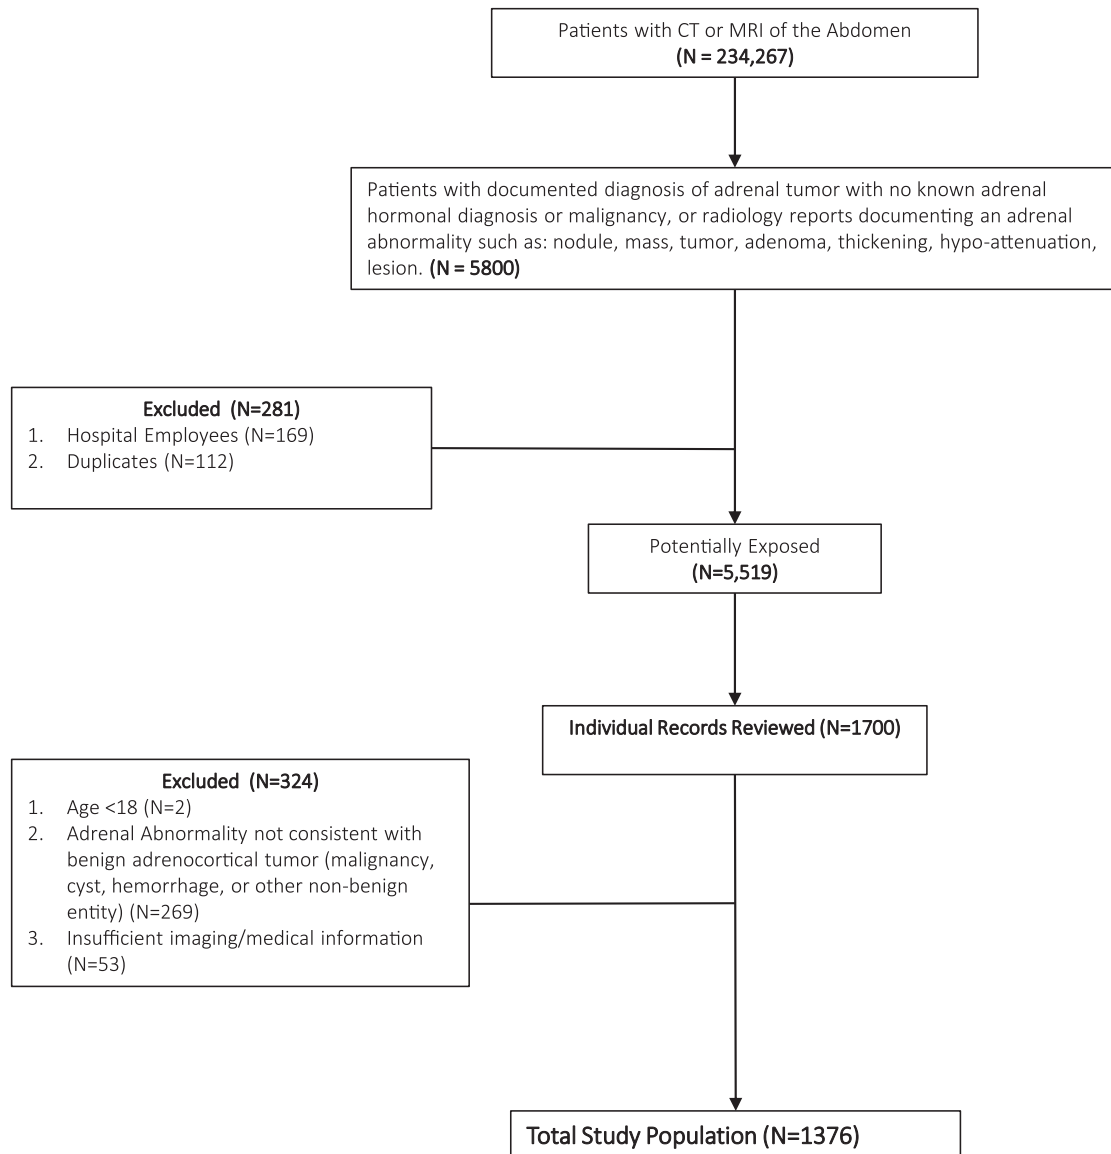 Patients with CT or MRI of the Abdomen
(N = 234,267)
Patients with documented diagnosis of adrenal tumor with no known adrenal
hormonal diagnosis or malignancy, or radiology reports documenting an adrenal
abnormality such as: nodule, mass, tumor, adenoma, thickening, hypo-attenuation,
lesion. (N = 5800)
Excluded (N=281)
1. Hospital Employees (N=169)
2. Duplicates (N=112)
Potentially Exposed
(N=5,519)
Individual Records Reviewed (N=1700)
Excluded (N=324)
1. Age <18 (N=2)
2. Adrenal Abnormality not consistent with
benign adrenocortical tumor (malignancy,
cyst, hemorrhage, or other non-benign
entity) (N=269)
3. Insufficient imaging/medical information
(N=53)
Total Study Population (N=1376)